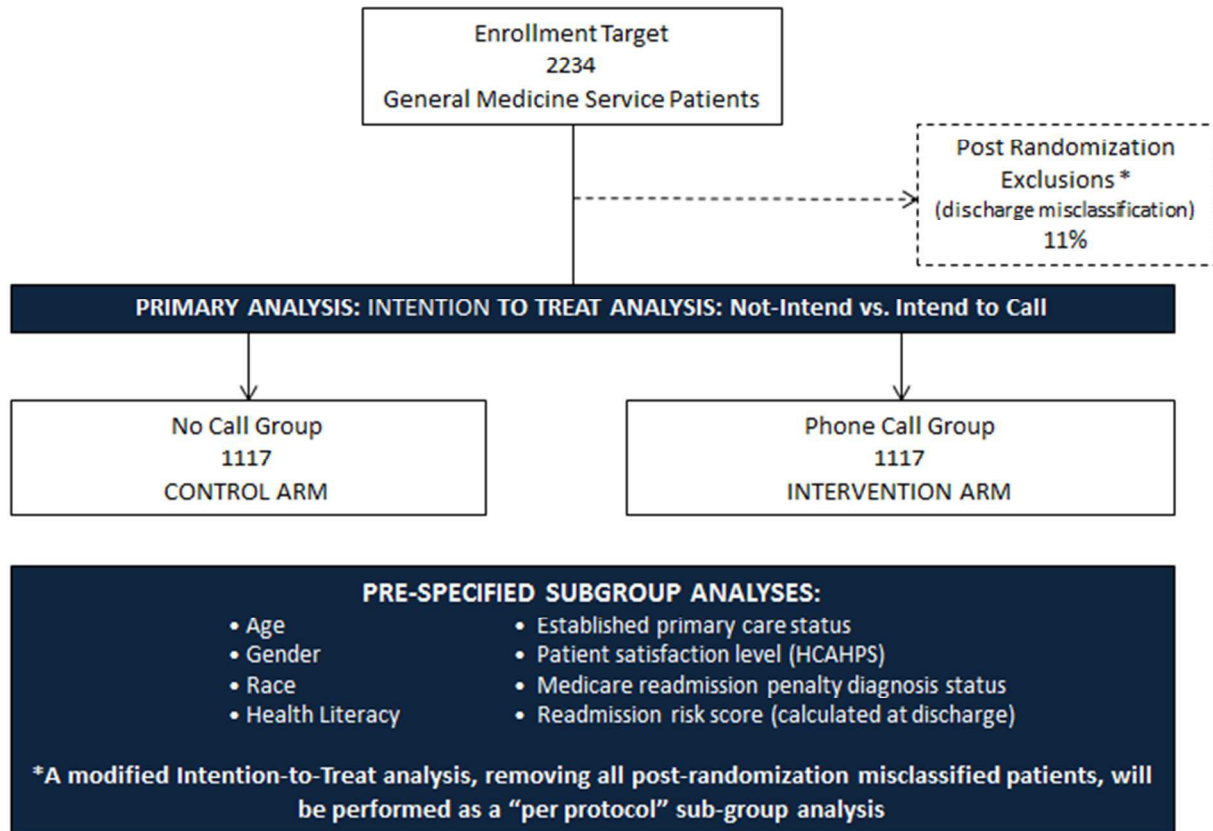 Enrollment Target
2234
General Medicine Service Patients
Post Randomization
Exclusions *
(discharge misclassification)
11%
PRIMARY ANALYSIS: INTENTION TO TREAT ANALYSIS: Not-Intend vs. Intend to Call
No Call Group
1117
CONTROL ARM
Phone Call Group
1117
INTERVENTION ARM
PRE-SPECIFIED SUBGROUP ANALYSES:
• Age
• Gender
• Race
• Health Literacy
• Established primary care status
• Patient satisfaction level (HCAHPS)
• Medicare readmission penalty diagnosis status
• Readmission risk score (calculated at discharge)
*A modified Intention-to-Treat analysis, removing all post-randomization misclassified patients, will
be performed as a “per protocol” sub-group analysis